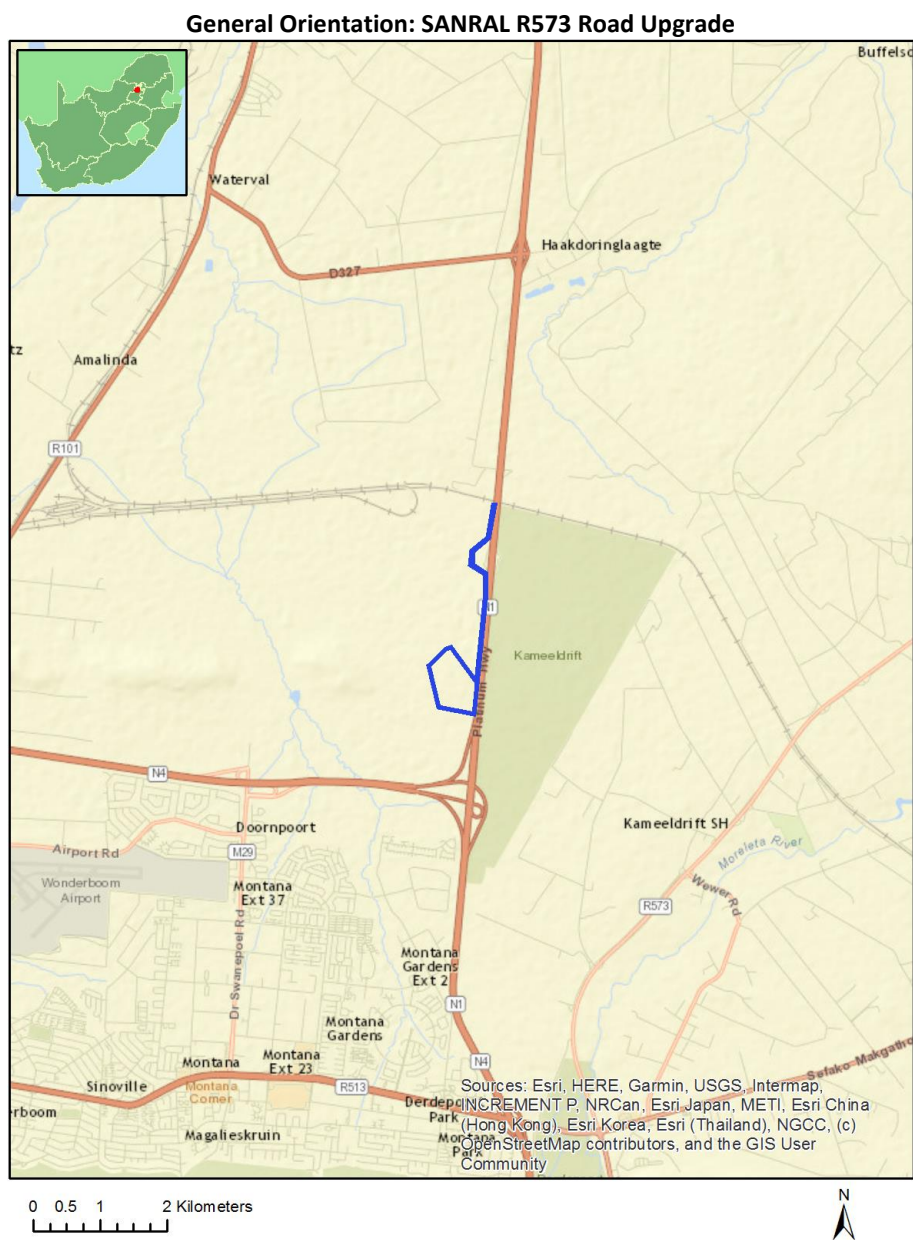 General Orientation: SANRAL R573 Road Upgrade
Buffelsd
Waterval
Haakdoringlaagte
D327
tz
Amalinda
R101
N1
Kameeldrift
Platinum Hwy
N4
Doornpoort
Kameeldrift SH
Airport Rd
M29
Moreleta River
Wonderboom
Airport
Montana
Ext 37
Wewer Rd
R573
Dr Swanepoel Rd
Montana
Gardens
Ext 2
N1
Montana
Gardens
N4
Montana
Montana
Ext 23
Sefako Makgatho
Sinoville
Montana
Corner
R513
erboom
Derdepo
Park
Magalieskruin
Montana
Park
Sources: Esri, HERE, Garmin, USGS, Intermap,
INCREMENT P, NRCan, Esri Japan, METI, Esri China
(Hong Kong), Esri Korea, Esri (Thailand), NGCC, (c)
OpenStreetMap contributors, and the GIS User
Community
0 0.5 1 2 Kilometers
N